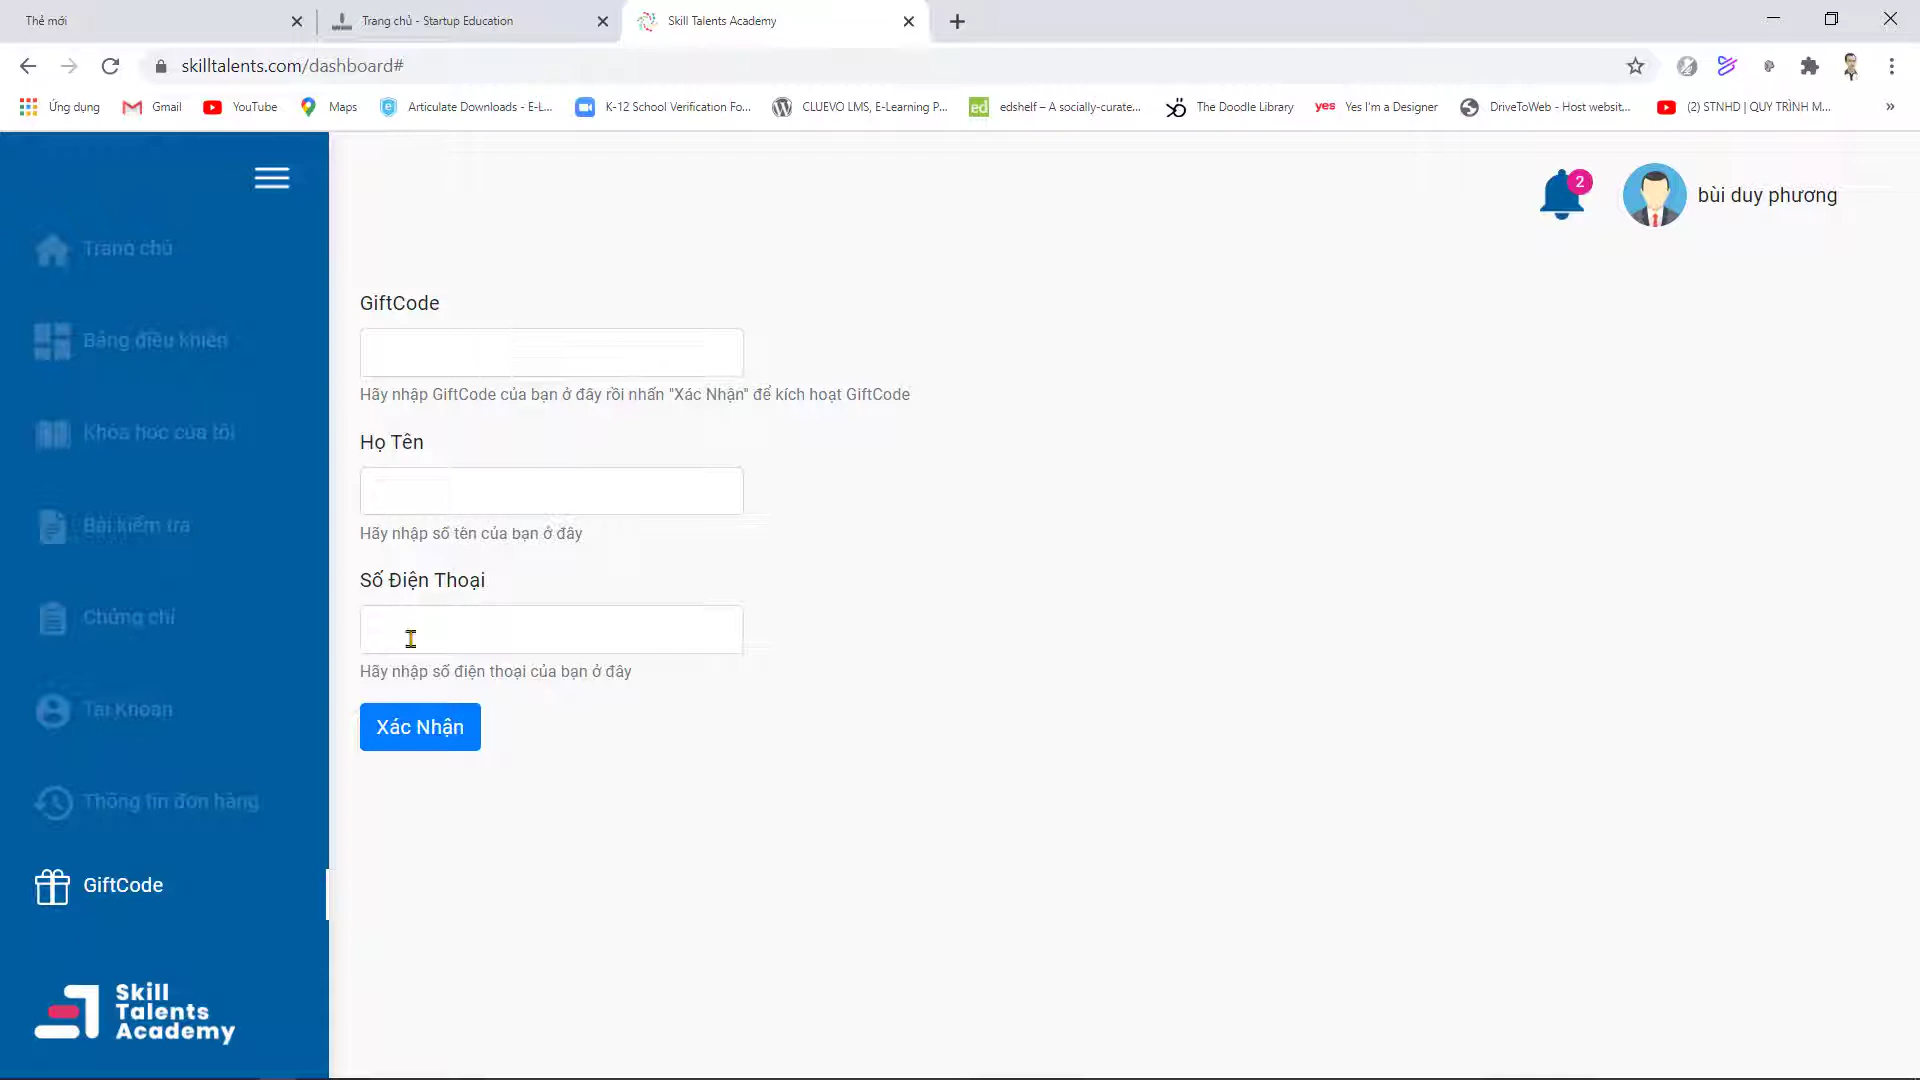 Thẻ mới
Trang chủ - Startup Education
Skill Talents Academy
skilltalents.com/dashboard#
Ứng dụng
Gmail
YouTube
Maps
Articulate Downloads - E-L...
K-12 School Verification Fo...
CLUEVO LMS, E-Learning P...
ed
edshelf – A socially-curate...
The Doodle Library
yes
Yes I'm a Designer
DriveToWeb - Host websit...
(2) STNHD | QUY TRÌNH M...
»
2
bùi duy phương
Trang chủ
Bảng điều khiển
Khóa học của tôi
Bài kiểm tra
Chứng chỉ
Tài Khoản
Thông tin đơn hàng
GiftCode
Skill
Talents
Academy
GiftCode
Hãy nhập GiftCode của bạn ở đây rồi nhấn "Xác Nhận" để kích hoạt GiftCode
Họ Tên
Hãy nhập số tên của bạn ở đây
Số Điện Thoại
Hãy nhập số điện thoại của bạn ở đây
Xác Nhận